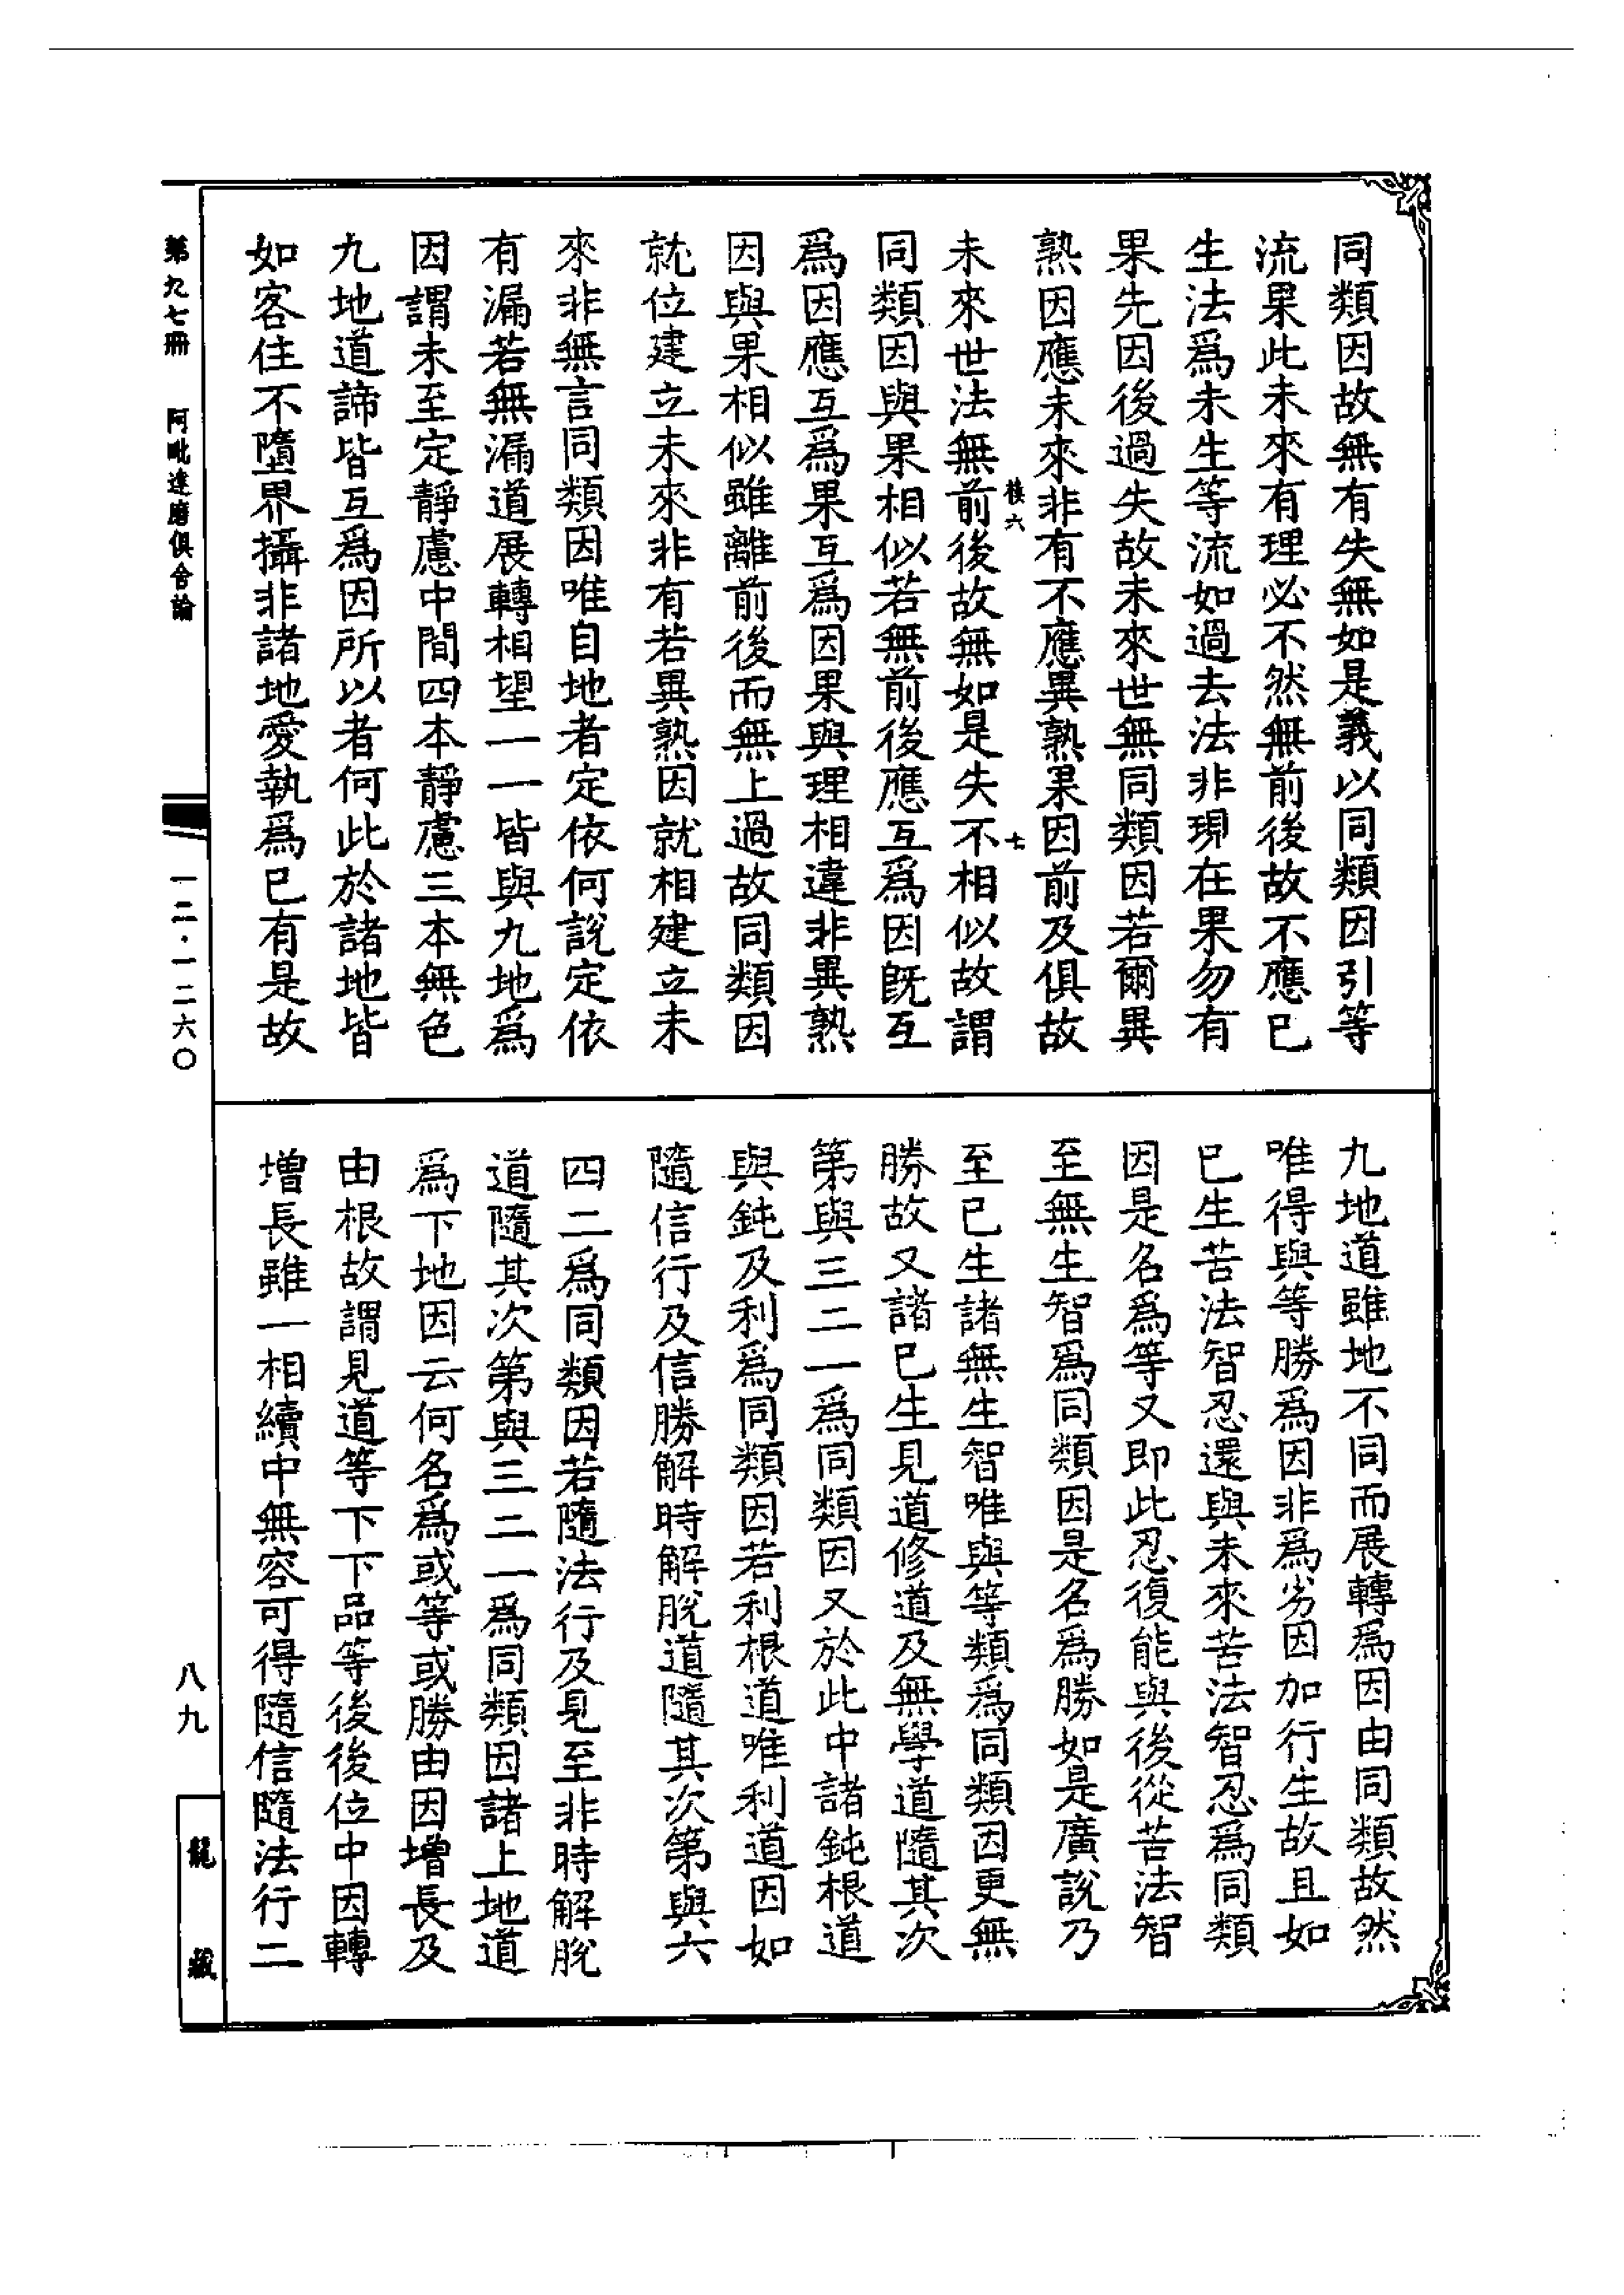 同類因故無有失無如是義以同類因引等
流果此未來有理必不然無前後故不應已
生法爲未生等流如過去法非現在果勿有
果先因後過失故未來世無同類因若爾異
熟因應未來非有不應異熟果因前及俱故
未來世法無前後故無如是失不相似故謂
同類因與果相似若無前後應互爲因旣互
爲因應互爲果互爲因果與理相違非異熟
因與果相似雖離前後而無上過故同類因
就位建立未來非有若異熟因就相建立未
來非無言同類因唯自地者定依何說定依
有漏若無漏道展轉相望一一皆與九地爲
因謂未至定靜慮中間四本靜慮三本無色
九地道諦皆互爲因所以者何此於諸地皆
如客住不墮界攝非諸地愛執爲已有是故
九地道雖地不同而展轉爲因由同類故然
唯得與等勝爲因非爲劣因加行生故且如
已生苦法智忍還與未來苦法智忍爲同類
因是名爲等又即此忍復能與後從苦法智
至無生智爲同類因是名爲勝如是廣說乃
至已生諸無生智唯與等類爲同類因更無
勝故又諸已生見道修道及無學道隨其次
第與三二一爲同類因又於此中諸鈍根道
與鈍及利爲同類因若利根道唯利道因如
隨信行及信勝解時解脫道隨其次第與六
四二爲同類因若隨法行及見至非時解脫
道隨其次第與三二一爲同類因諸上地道
爲下地因云何名爲或等或勝由因增長及
由根故謂見道等下下品等後後位中因轉
增長雖一相續中無容可得隨信隨法行二
六
七
第九七冊 阿毗達磨俱舍論
一二·一二六〇
八九
龍藏